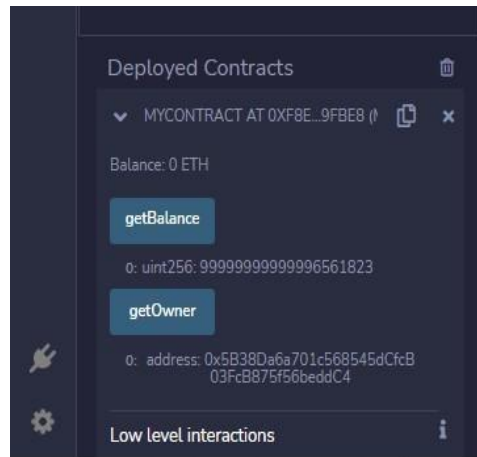 Deployed Contracts
MYCONTRACT AT 0XF8E...9FBE8 (M
Balance: 0 ETH
getBalance
0: uint256: 99999999999996561823
getOwner
0: address: 0x5B38Da6a701c568545dCfcB
03FcB875f56beddC4
Low level interactions